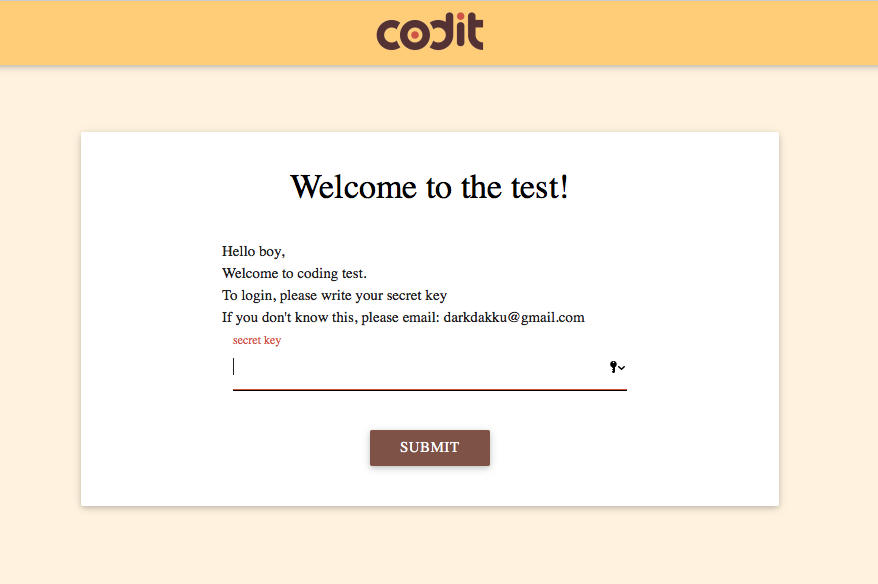 codit
Welcome to the test!
Hello boy,
Welcome to coding test.
To login, please write your secret key
If you don't know this, please email: darkdakku@gmail.com
secret key
SUBMIT